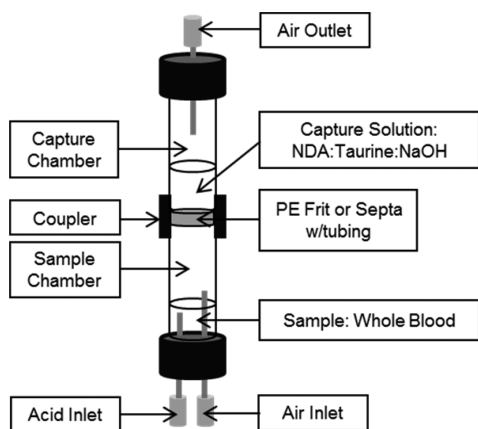 Air Outlet
Capture
Chamber
Capture Solution:
NDA:Taurine:NaOH
Coupler
PE Frit or Septa
w/tubing
Sample
Chamber
Sample: Whole Blood
Acid Inlet
Air Inlet